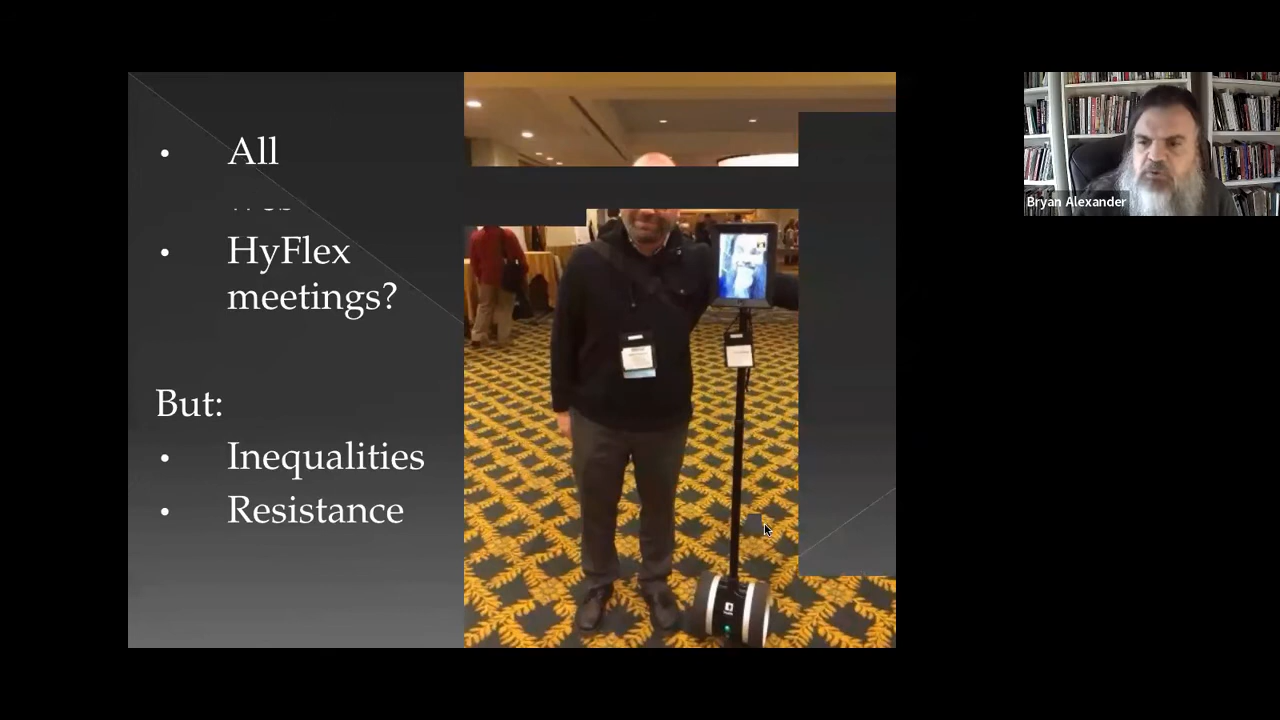 All
HyFlex
meetings?
But:
Inequalities
Resistance
Bryan Alexander